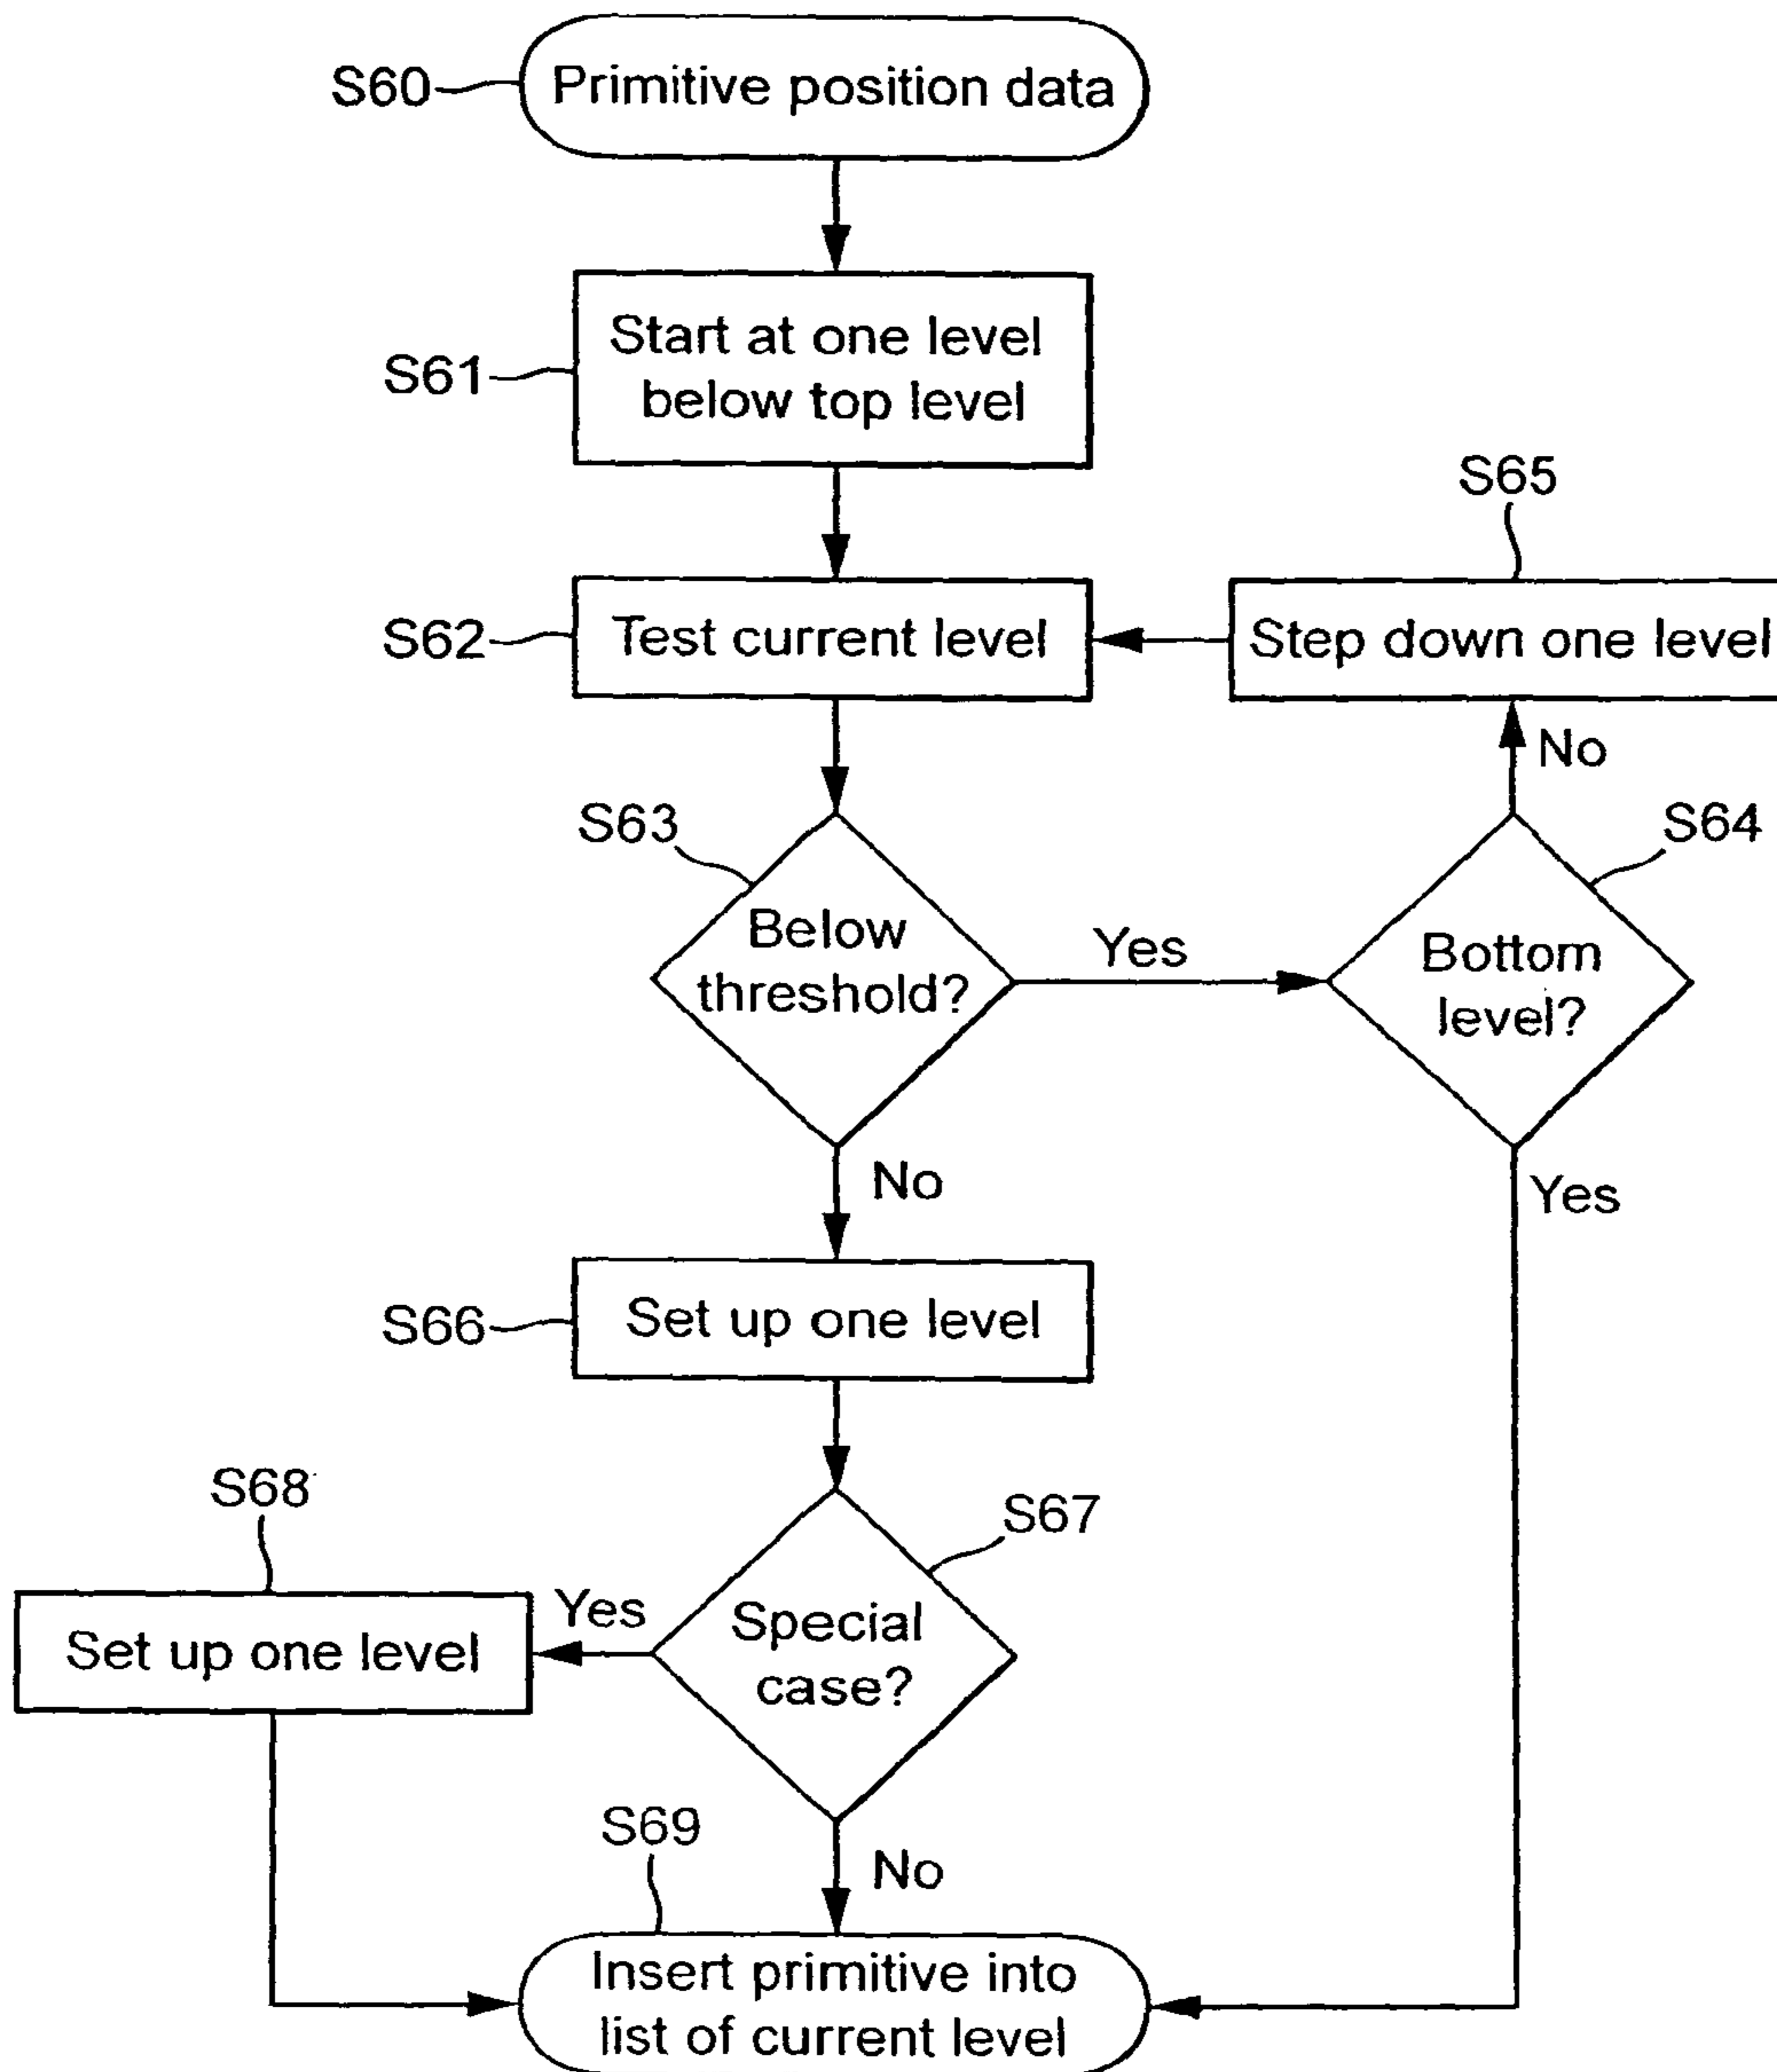 S60
Primitive position data
S61
Start at one level
below top level
S65
S62
Test current level
Step down one level
No
S63
S64
Below
threshold?
Yes
Bottom
level?
No
Yes
S66
Set up one level
S68
S67
Set up one level
Yes
Special
case?
S69
No
Insert primitive into
list of current level